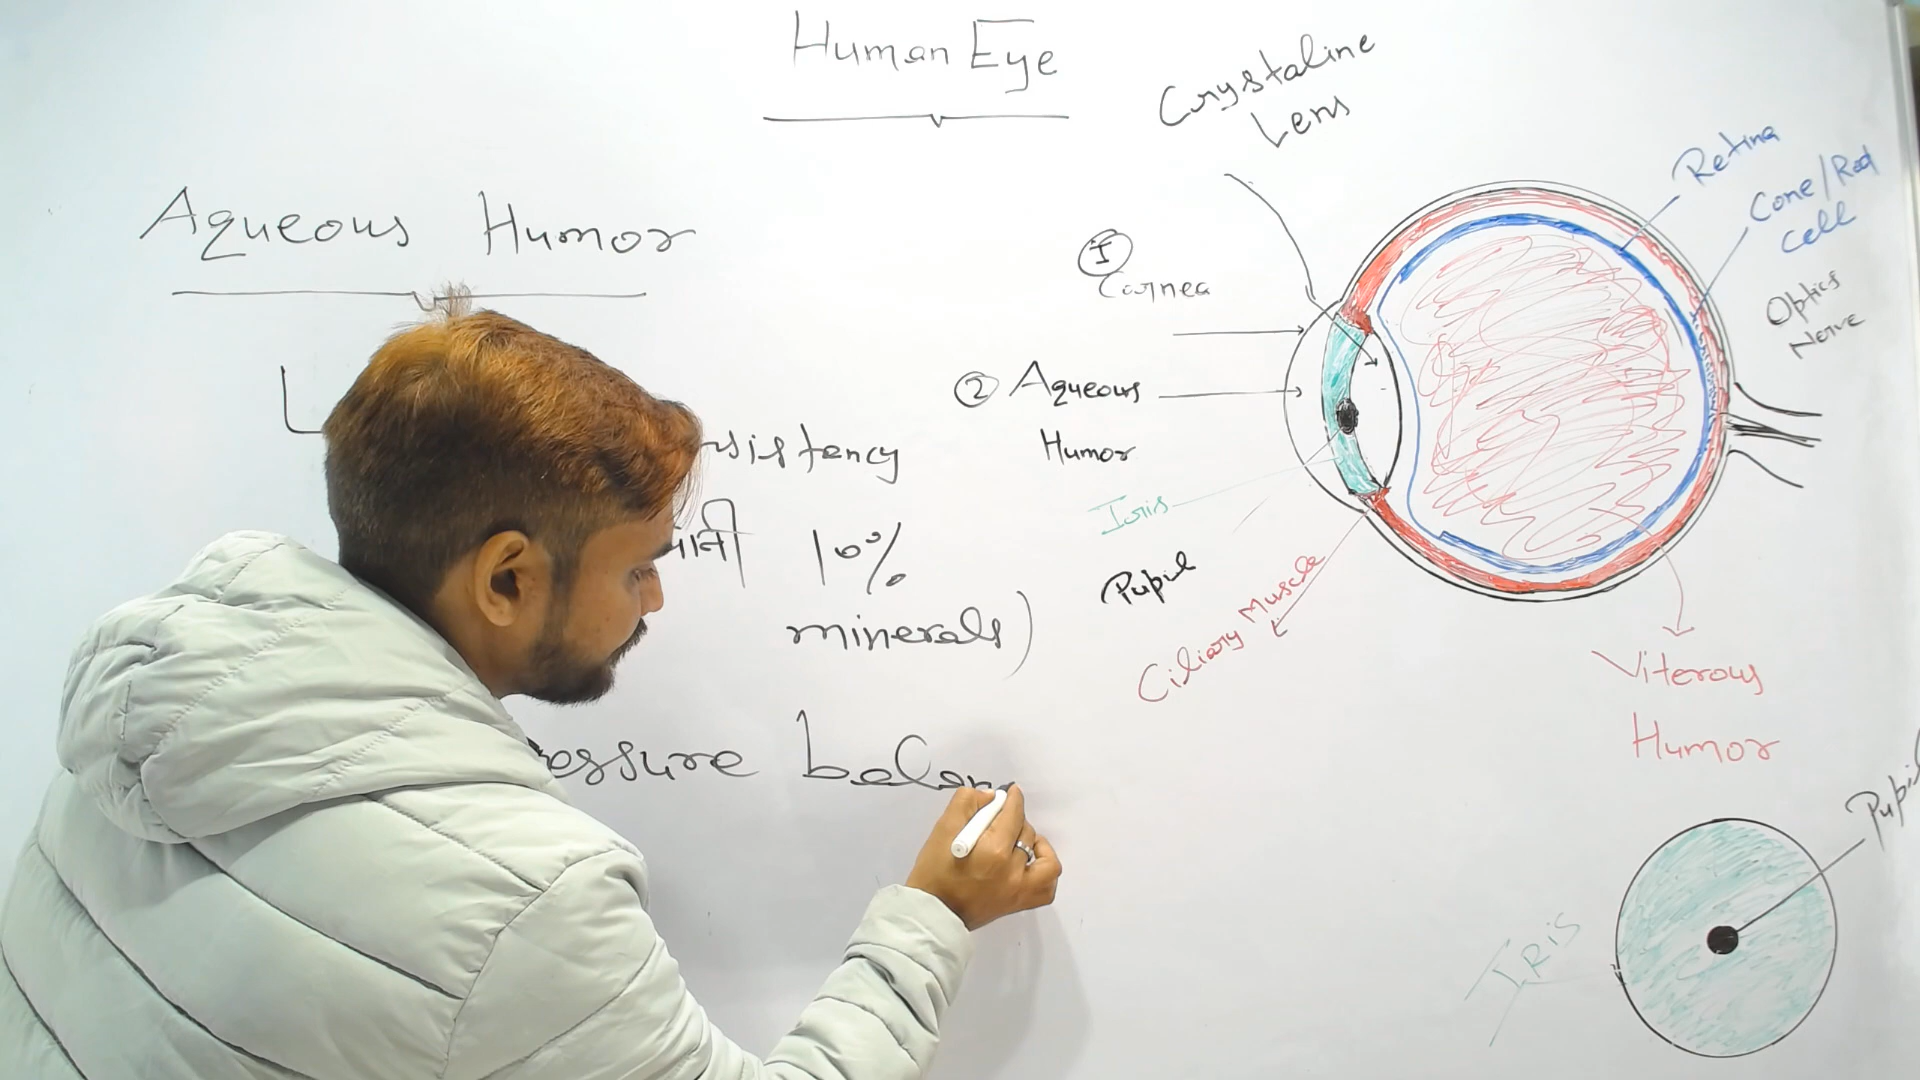 Human Eye
Crystaline
Lens
Retina
Cone/Rod
Cell
Optics
Nerve
Aqueous Humor
1
Cornea
2 Aqueous
Humor
Iris
Pupil
Ciliary Muscle
Viterous
Humor
sistency
पानी 10%
minerals)
essure balan
Pupil
IRIS